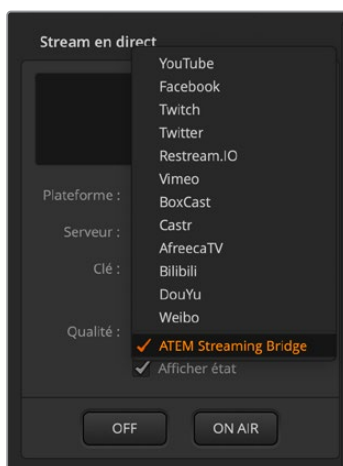 Stream en direct
YouTube
Facebook
Twitch
Twitter
Restream.IO
Vimeo
BoxCast
Plateforme :
Castr
Serveur :
AfreecaTV
Clé :
Bilibili
DouYu
Weibo
Qualité :
ATEM Streaming Bridge
Afficher état
OFF
ON AIR